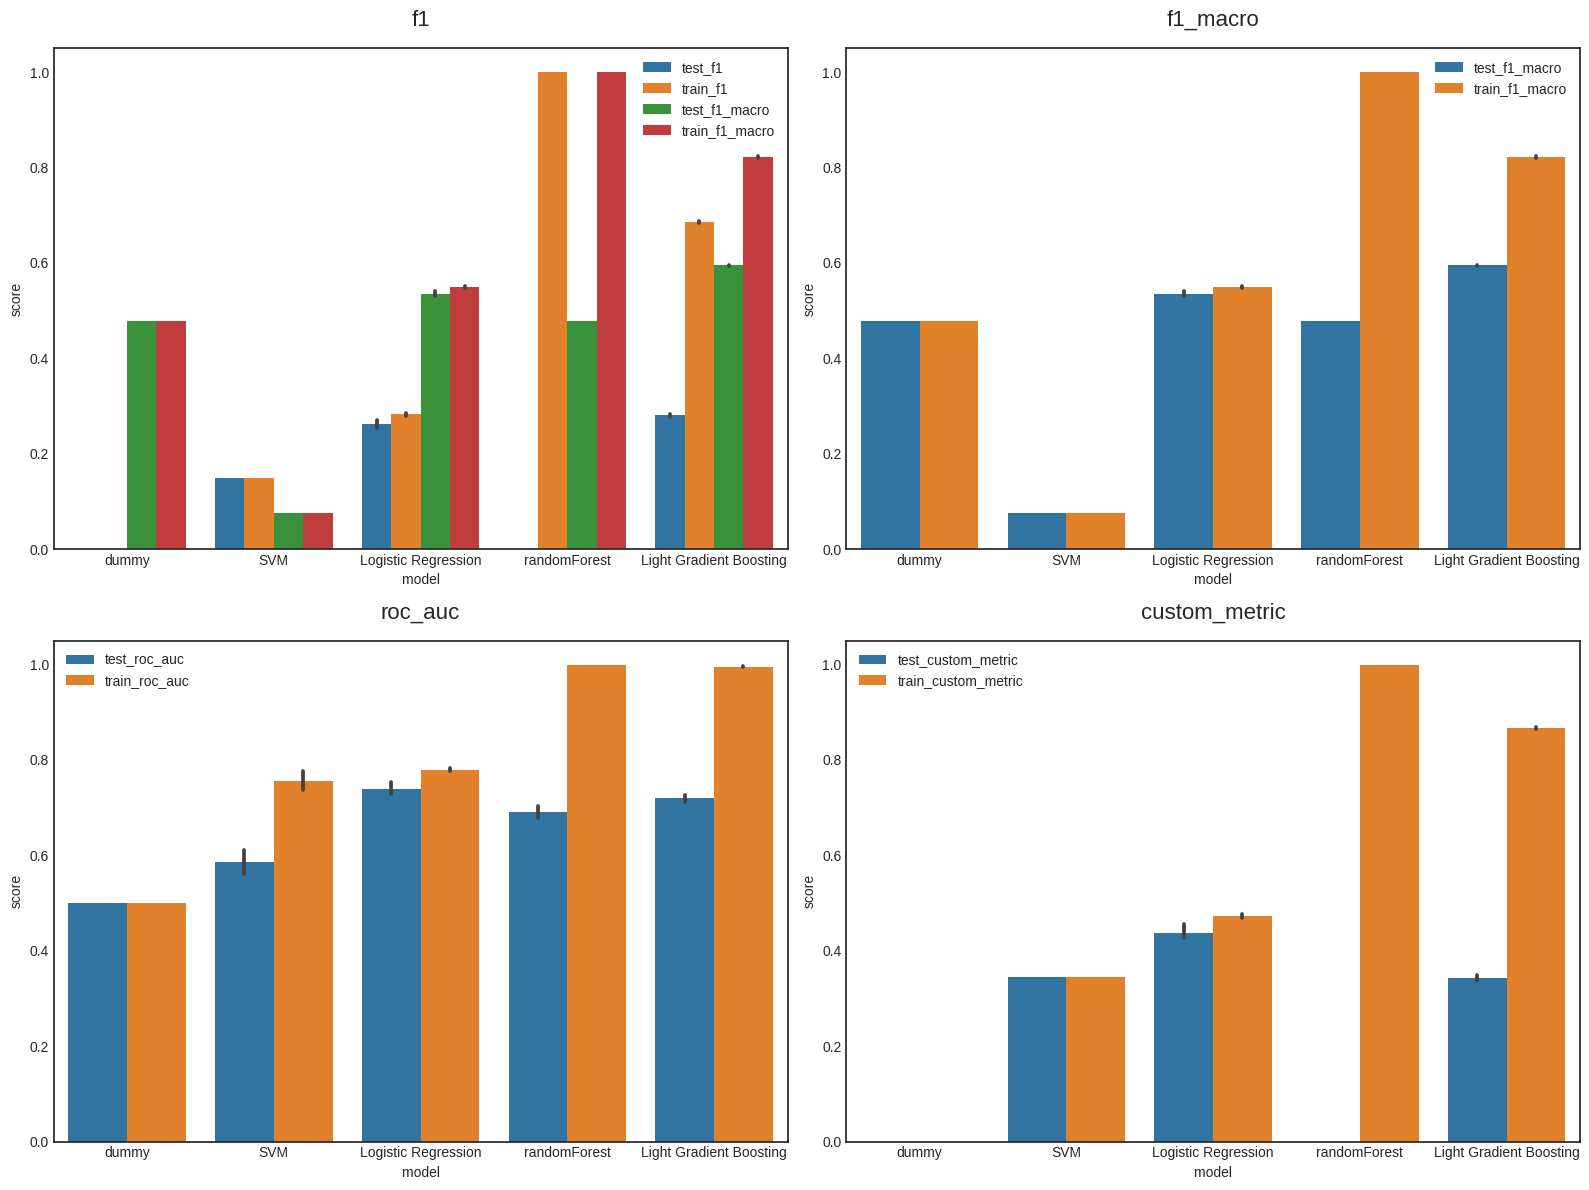 f1
1.0
0.8
0.6
0.4
0.2
0.0
score
test_f1
train_f1
test_f1_macro
train_f1_macro
dummy SVM Logistic Regression randomForest Light Gradient Boosting
model
f1_macro
1.0
0.8
0.6
0.4
0.2
0.0
score
test_f1_macro
train_f1_macro
dummy SVM Logistic Regression randomForest Light Gradient Boosting
model
roc_auc
1.0
0.8
0.6
0.4
0.2
0.0
score
test_roc_auc
train_roc_auc
dummy SVM Logistic Regression randomForest Light Gradient Boosting
model
custom_metric
1.0
0.8
0.6
0.4
0.2
0.0
score
test_custom_metric
train_custom_metric
dummy SVM Logistic Regression randomForest Light Gradient Boosting
model